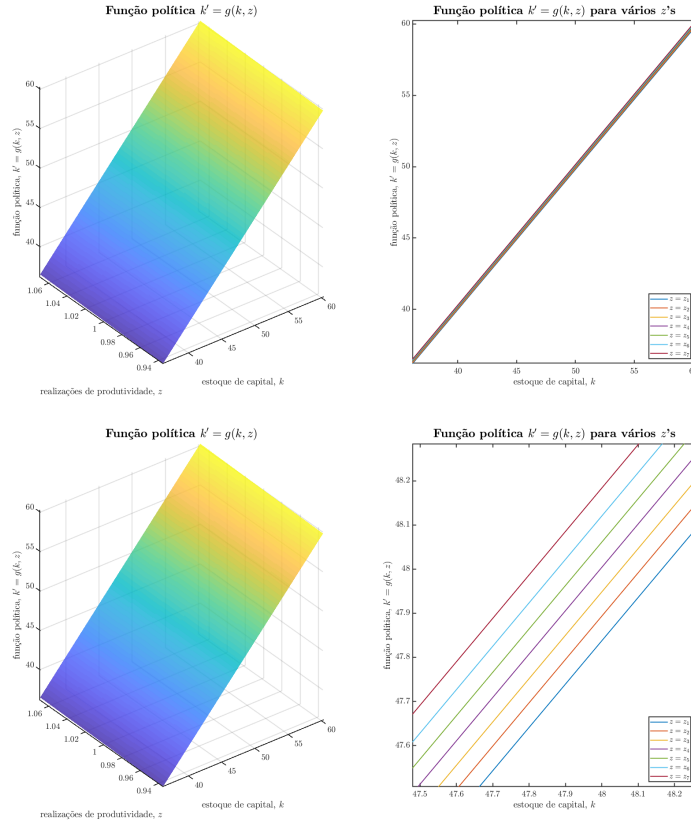 Função política k′ = g(k, z)
função política, k′ = g(k, z)
60
55
50
45
40
1.06
1.04
1.02
1
0.98
0.96
0.94
40
45
50
55
60
estoque de capital, k
realizações de produtividade, z
Função política k′ = g(k, z) para vários z's
função política, k′ = g(k, z)
60
55
50
45
40
40
45
50
55
60
estoque de capital, k
z = z₁
z = z₂
z = z₃
z = z₄
z = z₅
z = z₆
z = z₇
Função política k′ = g(k, z)
função política, k′ = g(k, z)
60
55
50
45
40
1.06
1.04
1.02
1
0.98
0.96
0.94
40
45
50
55
60
estoque de capital, k
realizações de produtividade, z
Função política k′ = g(k, z) para vários z's
função política, k′ = g(k, z)
48.2
48.1
48
47.9
47.8
47.7
47.6
47.5
47.6
47.7
47.8
47.9
48
48.1
48.2
estoque de capital, k
z = z₁
z = z₂
z = z₃
z = z₄
z = z₅
z = z₆
z = z₇